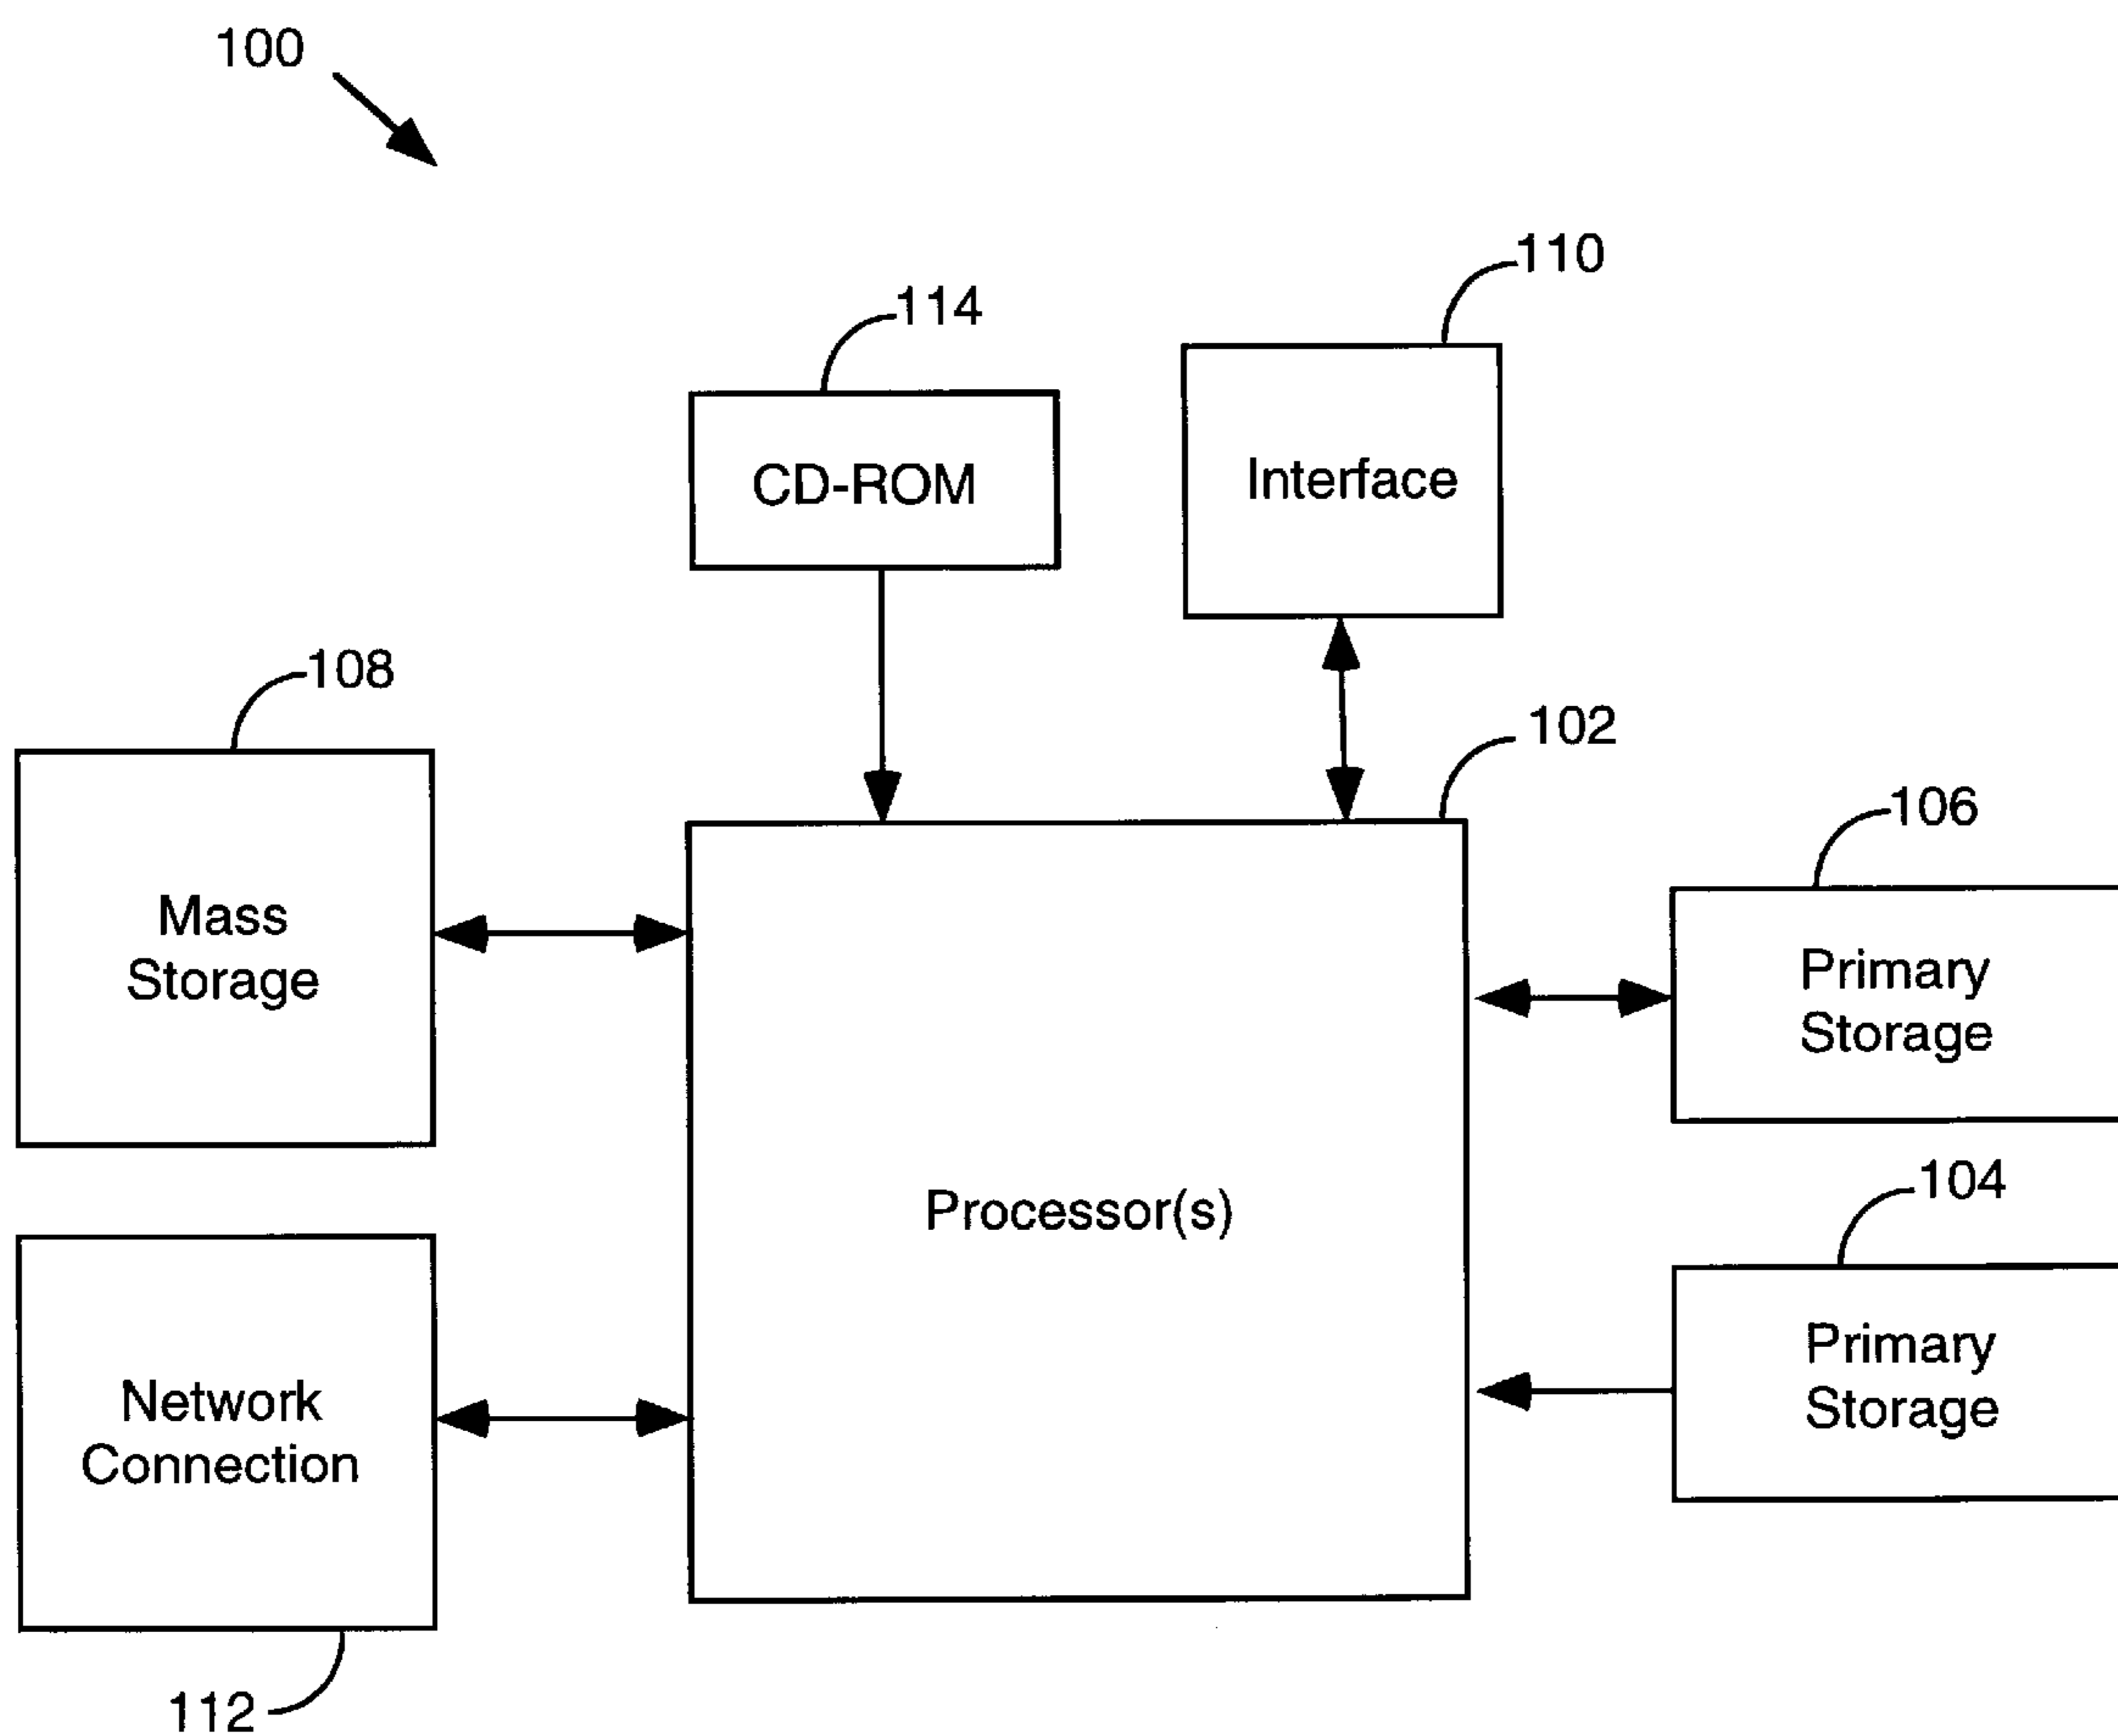 100
110
114
CD-ROM
Interface
108
102
106
Mass
Storage
Primary
Storage
104
Processor(s)
Primary
Storage
Network
Connection
112